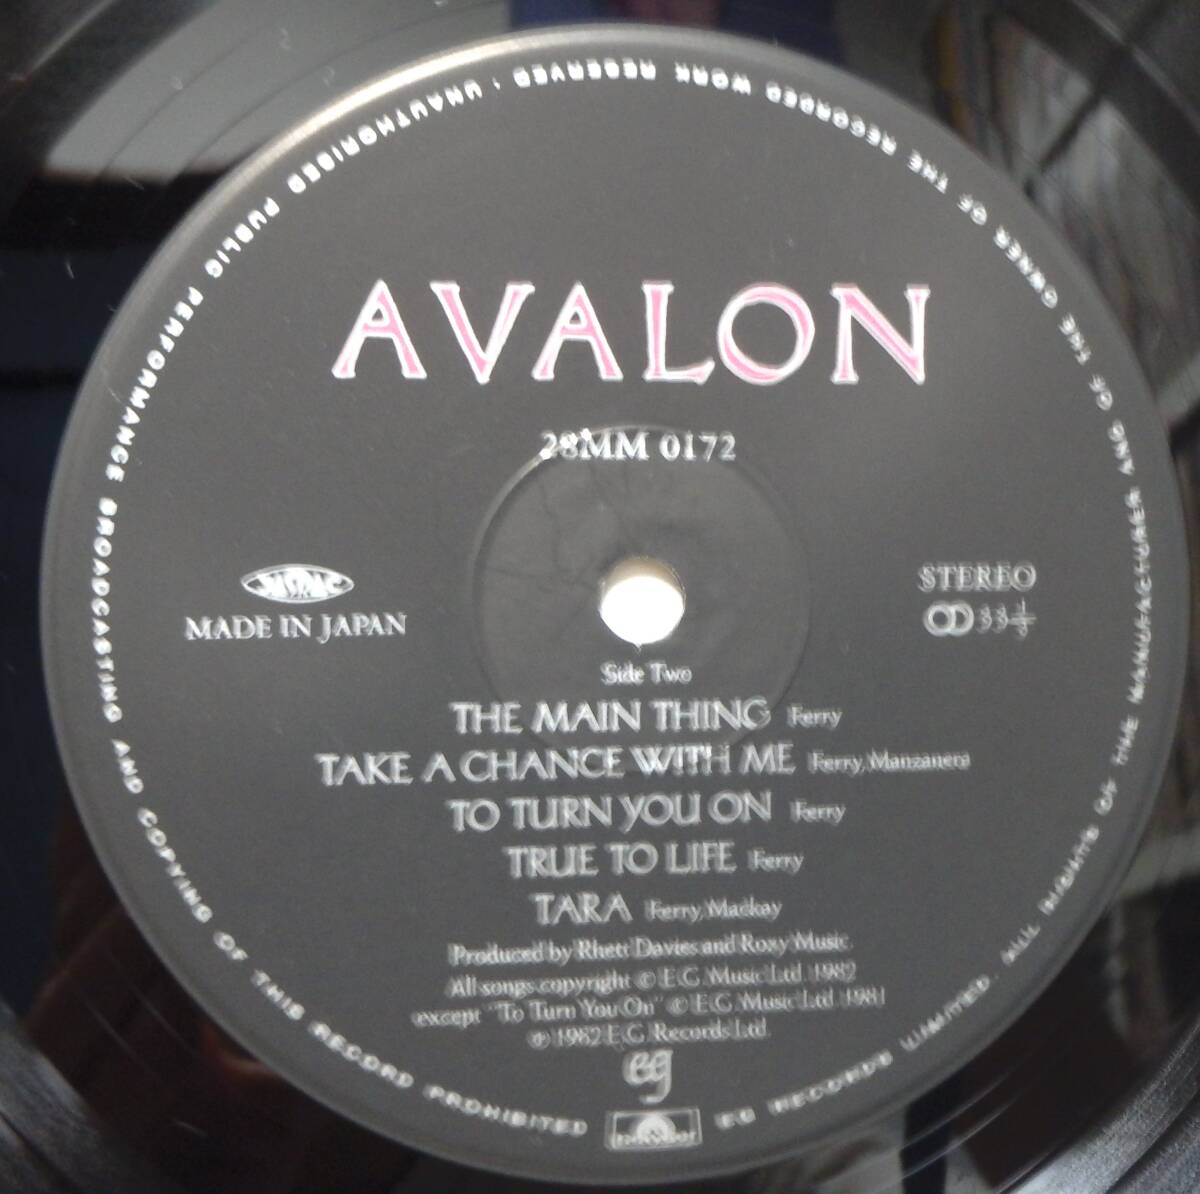 AVALON
28MM 0172
JASRAC
MADE IN JAPAN
STEREO
33 1/3
Side Two
THE MAIN THING Ferry
TAKE A CHANCE WITH ME Ferry, Manzanera
TO TURN YOU ON Ferry
TRUE TO LIFE Ferry
TARA Ferry, Mackay
Produced by Rhett Davies and Roxy Music.
All songs copyright © E.G. Music Ltd. 1982
except "To Turn You On" © E.G. Music Ltd. 1981
℗ 1982 E.G. Records Ltd.
eg
polydor
EG RECORDS LIMITED. ALL RIGHTS OF THE MANUFACTURER AND OF THE OWNER OF THE RECORDED WORK RESERVED · UNAUTHORISED PUBLIC PERFORMANCE BROADCASTING AND COPYING OF THIS RECORD PROHIBITED